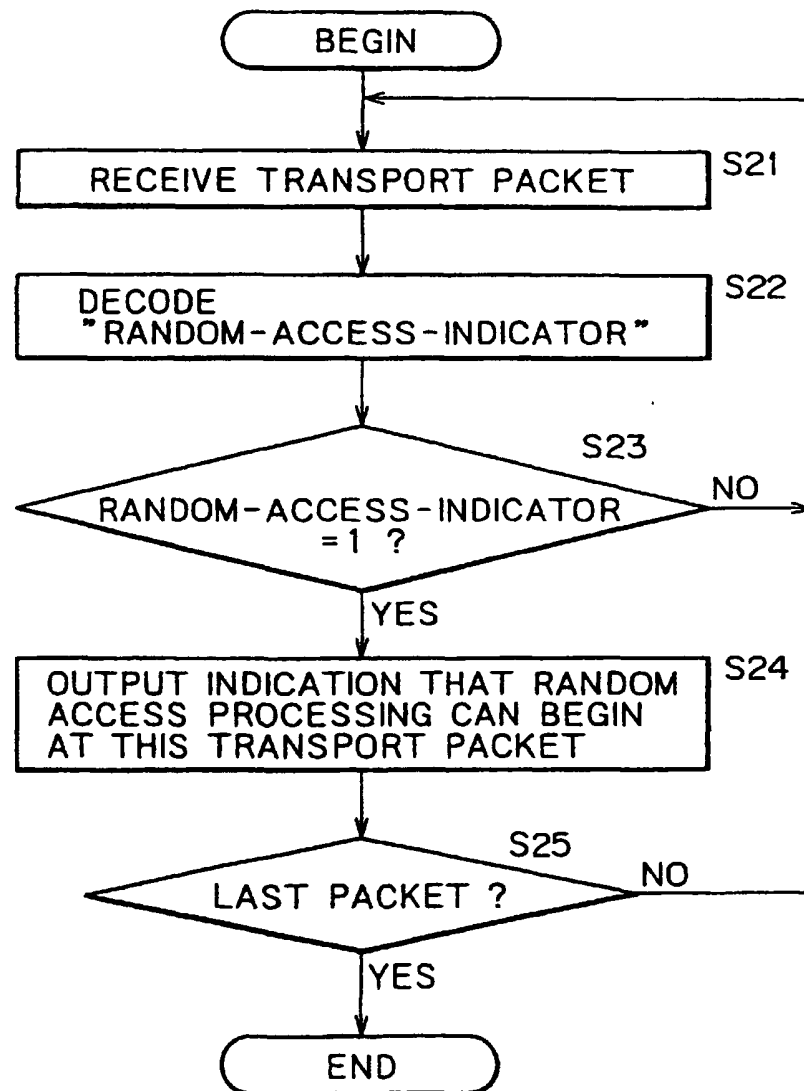 BEGIN
RECEIVE TRANSPORT PACKET
S21
DECODE
"RANDOM-ACCESS-INDICATOR"
S22
S23
RANDOM-ACCESS-INDICATOR
=1 ?
NO
YES
OUTPUT INDICATION THAT RANDOM
ACCESS PROCESSING CAN BEGIN
AT THIS TRANSPORT PACKET
S24
S25
LAST PACKET ?
NO
YES
END